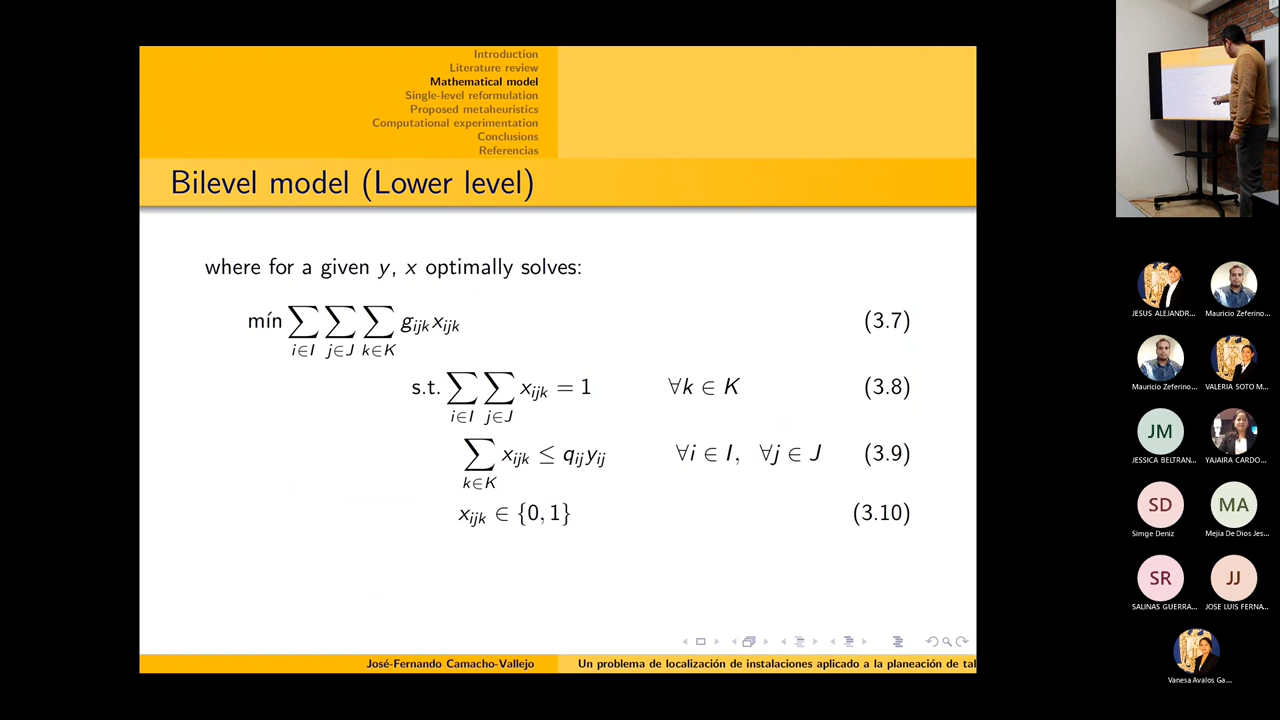 Introduction
Literature review
Mathematical model
Single-level reformulation
Proposed metaheuristics
Computational experimentation
Conclusions
Referencias
Bilevel model (Lower level)
where for a given y, x optimally solves:
mín ∑_{i∈I} ∑_{j∈J} ∑_{k∈K} g_{ijk} x_{ijk} (3.7)
s.t. ∑_{i∈I} ∑_{j∈J} x_{ijk} = 1 ∀k ∈ K (3.8)
∑_{k∈K} x_{ijk} ≤ q_{ij} y_{ij} ∀i ∈ I, ∀j ∈ J (3.9)
x_{ijk} ∈ {0, 1} (3.10)
José-Fernando Camacho-Vallejo Un problema de localización de instalaciones aplicado a la planeación de tal
JESUS ALEJANDR... Mauricio Zeferino...
Mauricio Zeferino... VALERIA SOTO M...
JM
JESSICA BELTRAN... YAJAIRA CARDO...
SD MA
Simge Deniz Mejia De Dios Jes...
SR JJ
SALINAS GUERRA... JOSE LUIS FERNA...
Vanesa Avalos Ga...